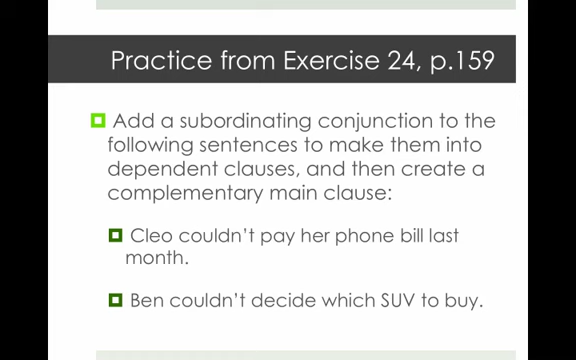 Practice from Exercise 24, p.159
Add a subordinating conjunction to the
following sentences to make them into
dependent clauses, and then create a
complementary main clause:
Cleo couldn't pay her phone bill last
month.
Ben couldn't decide which SUV to buy.